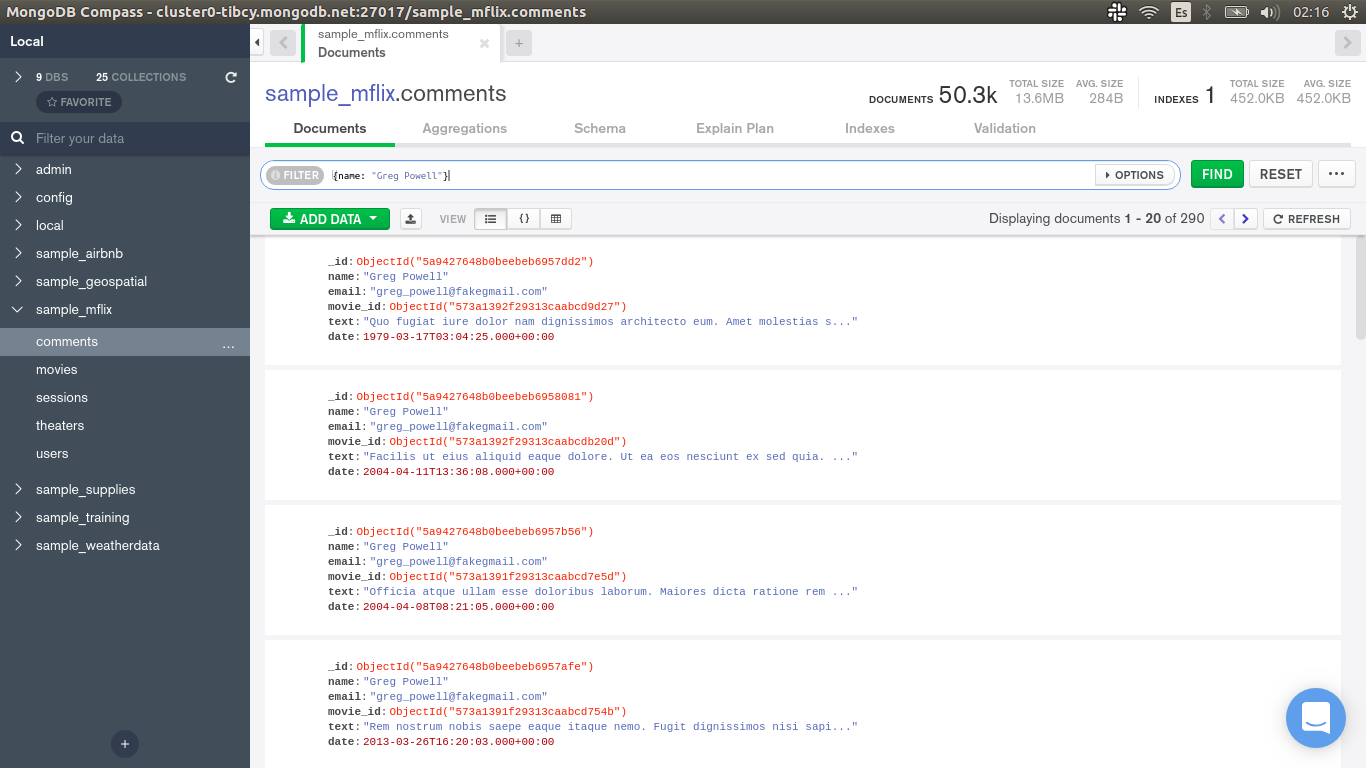 MongoDB Compass - cluster0-tibcy.mongodb.net:27017/sample_mflix.comments
Es
02:16
Local
9 DBS 25 COLLECTIONS
FAVORITE
Filter your data
admin
config
local
sample_airbnb
sample_geospatial
sample_mflix
comments ...
movies
sessions
theaters
users
sample_supplies
sample_training
sample_weatherdata
+
sample_mflix.comments
Documents
+
sample_mflix.comments
DOCUMENTS 50.3k TOTAL SIZE 13.6MB AVG. SIZE 284B
INDEXES 1 TOTAL SIZE 452.0KB AVG. SIZE 452.0KB
Documents Aggregations Schema Explain Plan Indexes Validation
FILTER {name: "Greg Powell"} OPTIONS FIND RESET ...
ADD DATA VIEW {} Displaying documents 1 - 20 of 290 REFRESH
_id: ObjectId("5a9427648b0beebeb6957dd2")
name: "Greg Powell"
email: "greg_powell@fakegmail.com"
movie_id: ObjectId("573a1392f29313caabcd9d27")
text: "Quo fugiat iure dolor nam dignissimos architecto eum. Amet molestias s..."
date: 1979-03-17T03:04:25.000+00:00
_id: ObjectId("5a9427648b0beebeb6958081")
name: "Greg Powell"
email: "greg_powell@fakegmail.com"
movie_id: ObjectId("573a1392f29313caabcdb20d")
text: "Facilis ut eius aliquid eaque dolore. Ut ea eos nesciunt ex sed quia. ..."
date: 2004-04-11T13:36:08.000+00:00
_id: ObjectId("5a9427648b0beebeb6957b56")
name: "Greg Powell"
email: "greg_powell@fakegmail.com"
movie_id: ObjectId("573a1391f29313caabcd7e5d")
text: "Officia atque ullam esse doloribus laborum. Maiores dicta ratione rem ..."
date: 2004-04-08T08:21:05.000+00:00
_id: ObjectId("5a9427648b0beebeb6957afe")
name: "Greg Powell"
email: "greg_powell@fakegmail.com"
movie_id: ObjectId("573a1391f29313caabcd754b")
text: "Rem nostrum nobis saepe eaque itaque nemo. Fugit dignissimos nisi sapi..."
date: 2013-03-26T16:20:03.000+00:00